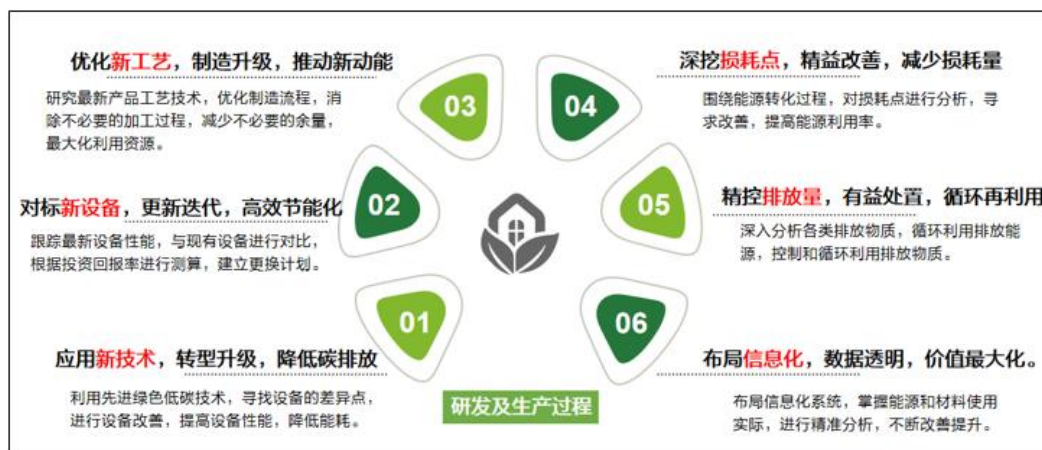 优化新工艺，制造升级，推动新动能
研究最新产品工艺技术，优化制造流程，消
除不必要的加工过程，减少不必要的余量，
最大化利用资源。
03
04
深挖损耗点，精益改善，减少损耗量
围绕能源转化过程，对损耗点进行分析，寻
求改善，提高能源利用率。
对标新设备，更新迭代，高效节能化
跟踪最新设备性能，与现有设备进行对比，
根据投资回报率进行测算，建立更换计划。
02
05
精控排放量，有益处置，循环再利用
深入分析各类排放物质，循环利用排放能
源，控制和循环利用排放物质。
应用新技术，转型升级，降低碳排放
利用先进绿色低碳技术，寻找设备的差异点，
进行设备改善，提高设备性能，降低能耗。
01
06
布局信息化，数据透明，价值最大化。
布局信息化系统，掌握能源和材料使用
实际，进行精准分析，不断改善提升。
研发及生产过程